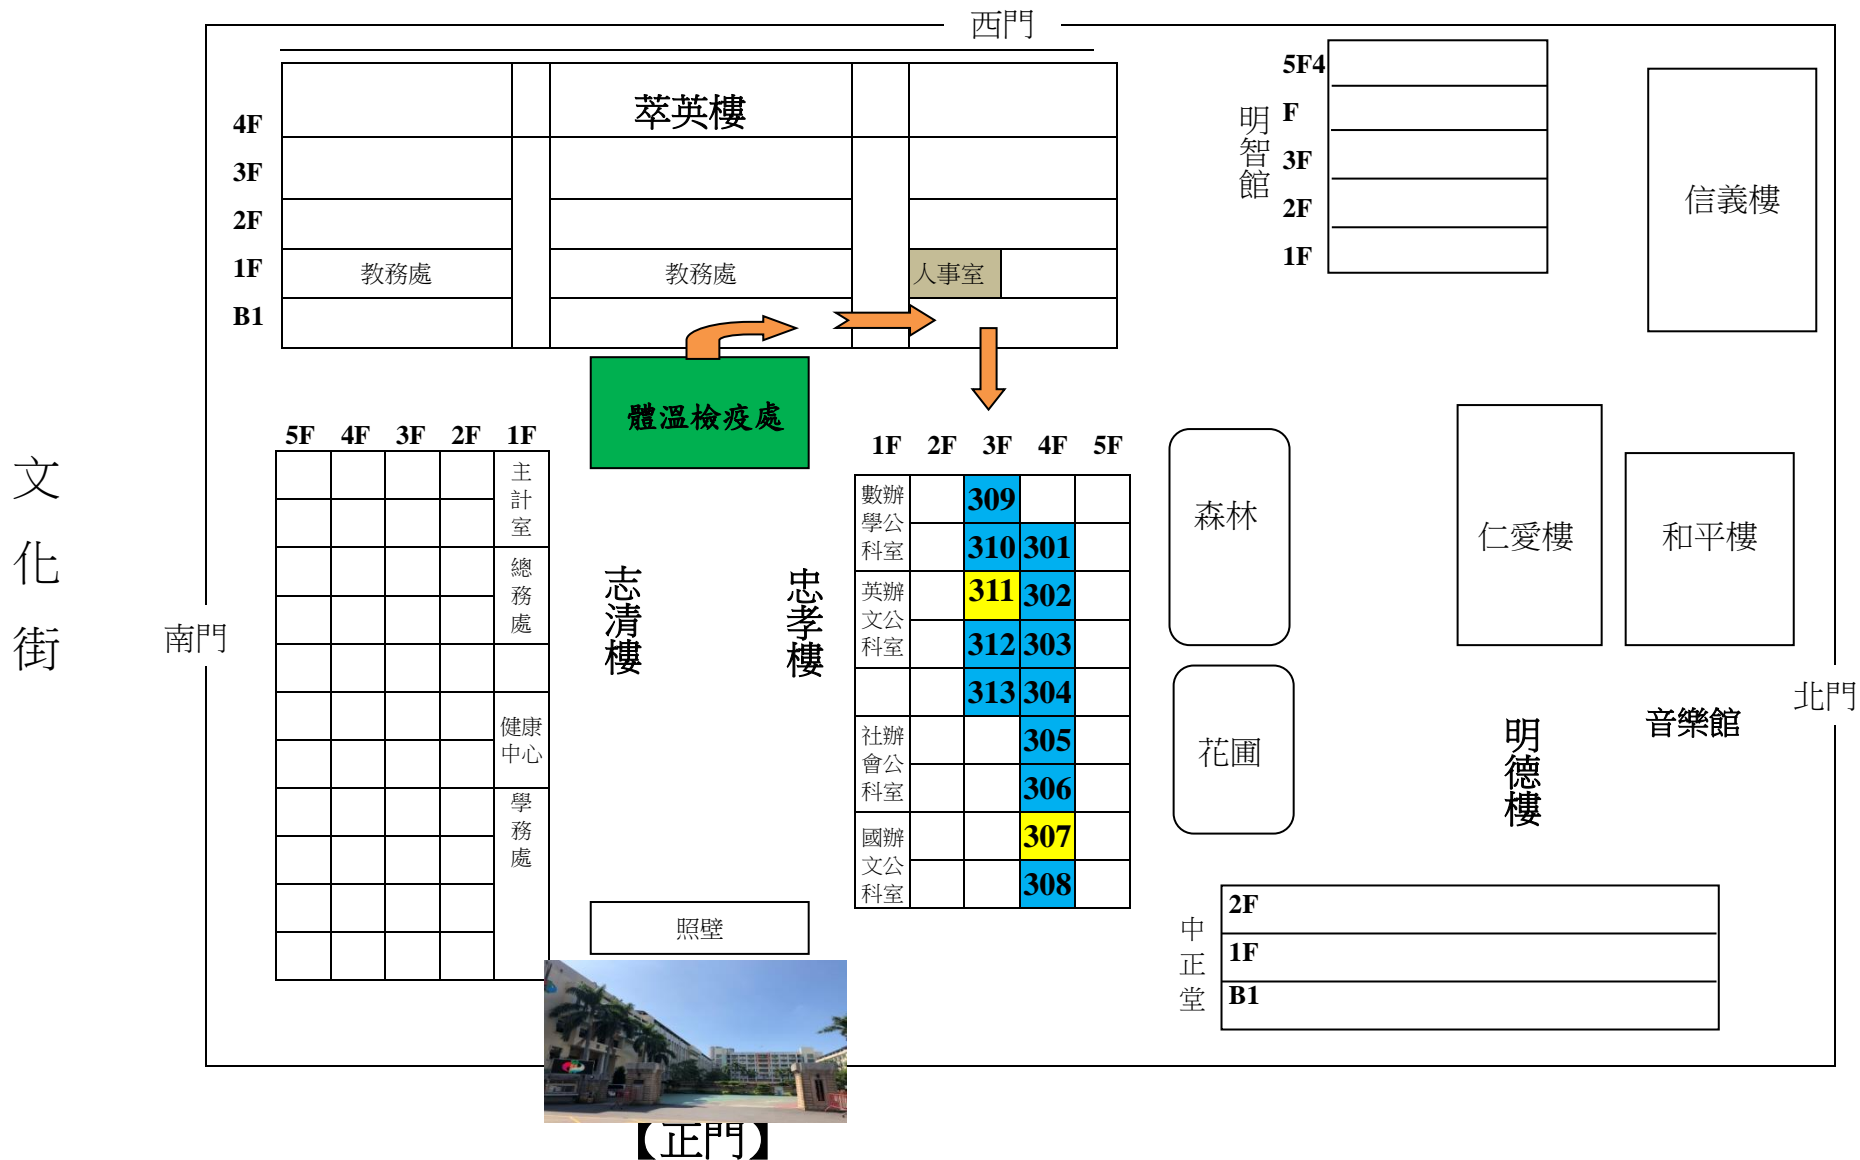 西門
萃英樓
4F
3F
2F
1F
B1
教務處
教務處
人事室
明智館
5F4
F
3F
2F
1F
信義樓
體溫檢疫處
文化街
南門
5F 4F 3F 2F 1F
主計室
總務處
健康
中心
學務處
志清樓
忠孝樓
1F 2F 3F 4F 5F
數辦
學公
科室
英辦
文公
科室
社辦
會公
科室
國辦
文公
科室
309
310 301
311 302
312 303
313 304
305
306
307
308
森林
花圃
仁愛樓
和平樓
北門
明德樓
音樂館
中正堂
2F
1F
B1
照壁
【正門】